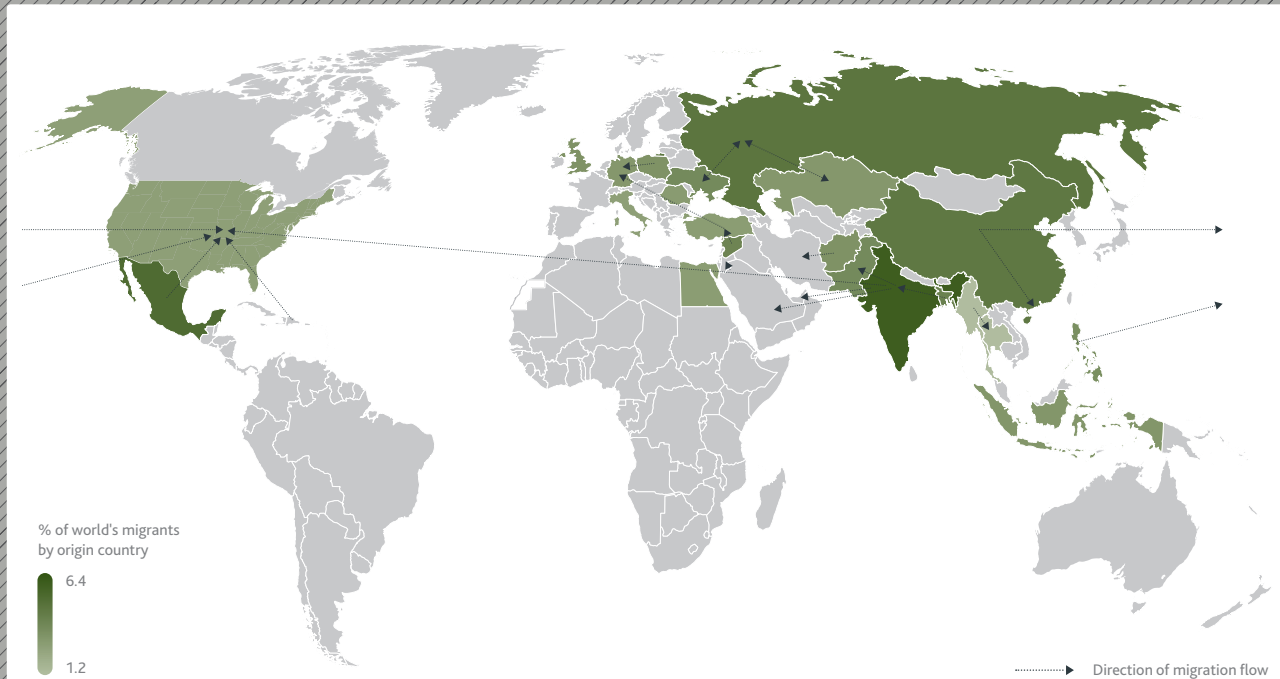 % of world's migrants
by origin country
6.4
1.2
Direction of migration flow